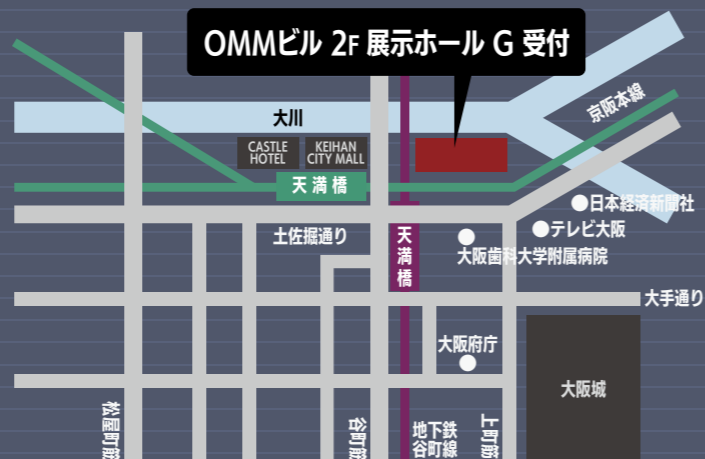 OMMビル 2F 展示ホール G 受付
大川
京阪本線
CASTLE
HOTEL
KEIHAN
CITY MALL
天満橋
日本経済新聞社
テレビ大阪
土佐掘通り
天満橋
大阪歯科大学附属病院
大手通り
大阪府庁
大阪城
松屋町筋
谷町筋
地下鉄
谷町線
上町筋